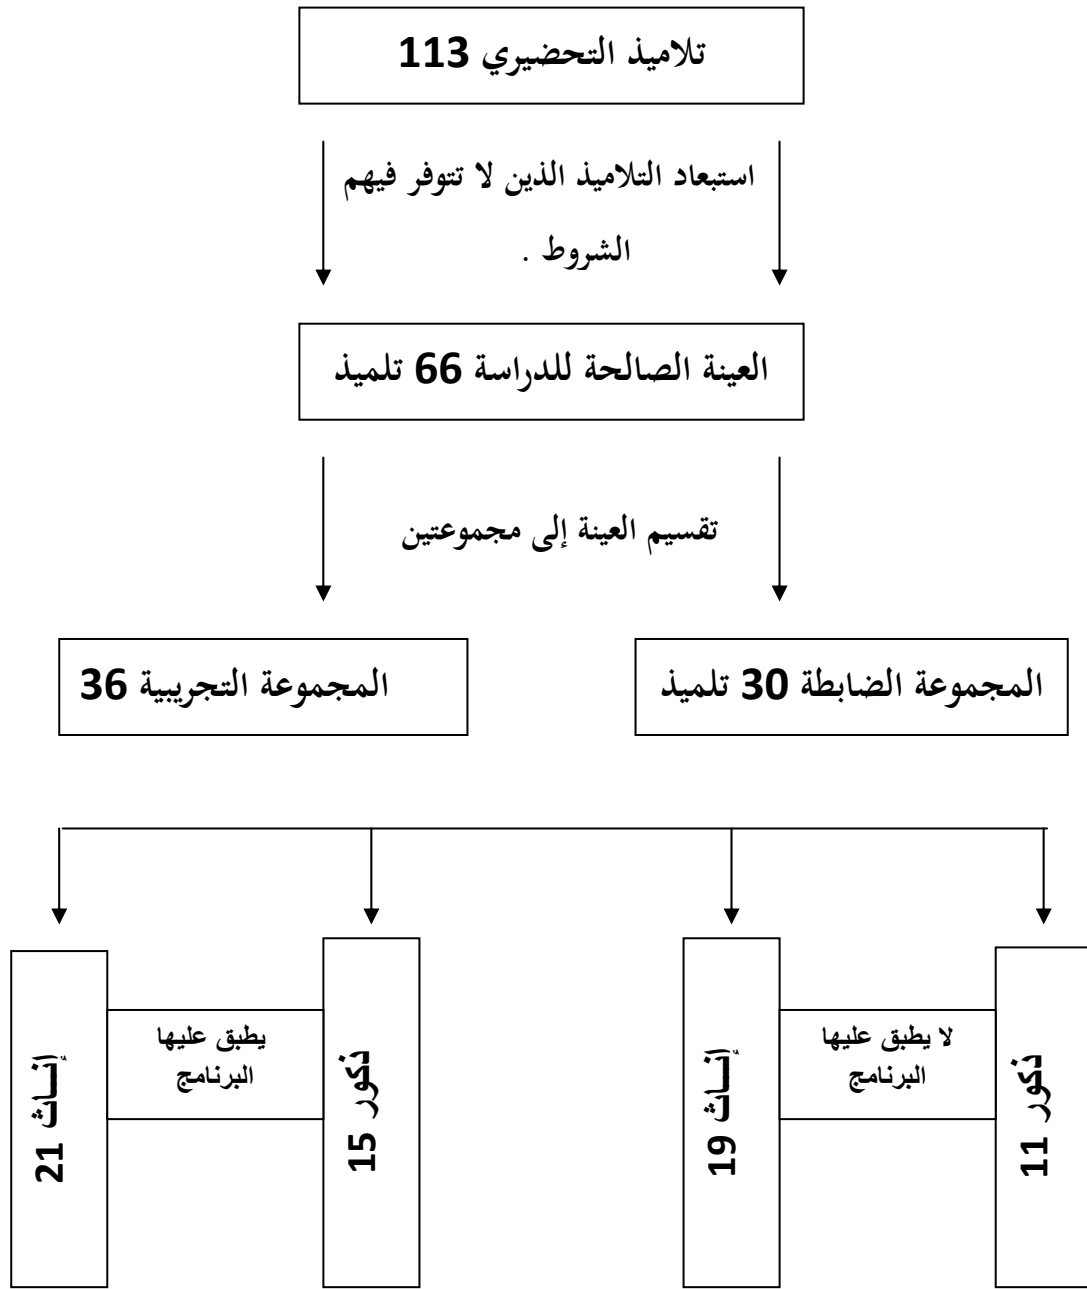 تلاميذ التحضيري 113
استبعاد التلاميذ الذين لا تتوفر فيهم
الشروط .
العينة الصالحة للدراسة 66 تلميذ
تقسيم العينة إلى مجموعتين
المجموعة الضابطة 30 تلميذ
المجموعة التجريبية 36
ذكور 11
لا يطبق عليها
البرنامج
إنــاث 19
ذكور 15
يطبق عليها
البرنامج
إنــاث 21